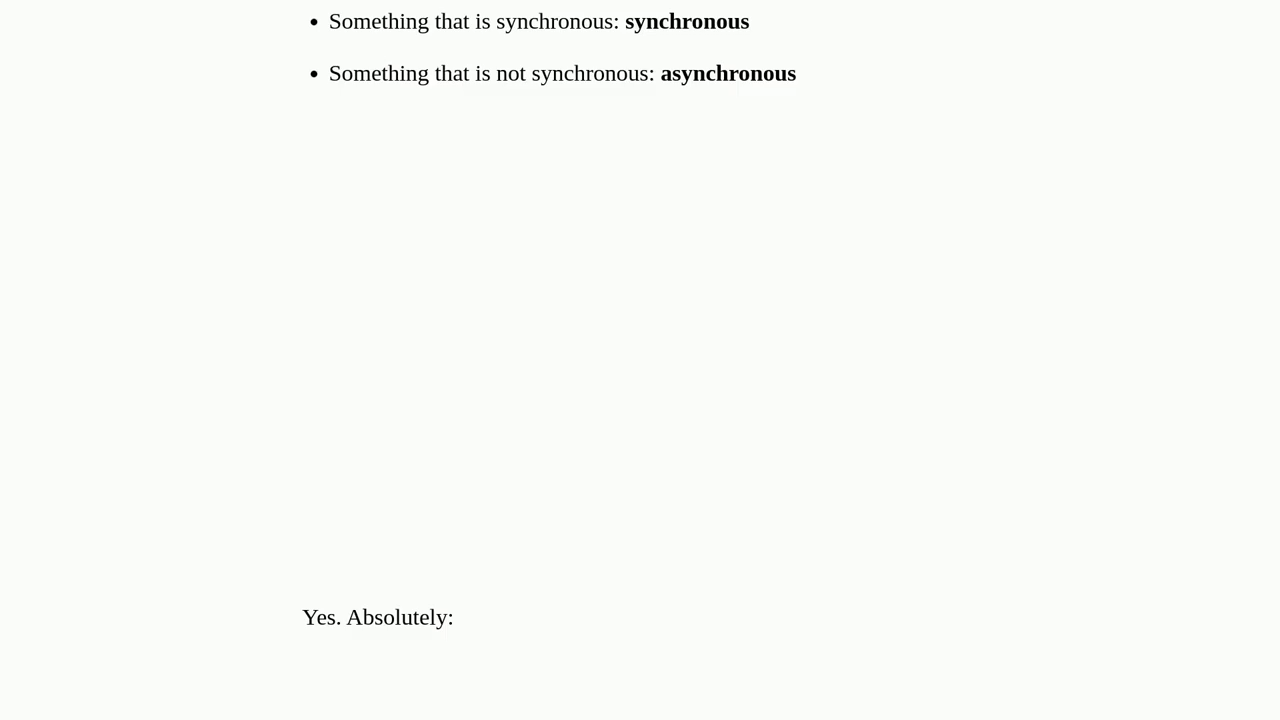 Something that is synchronous: synchronous
Something that is not synchronous: asynchronous
Yes. Absolutely: